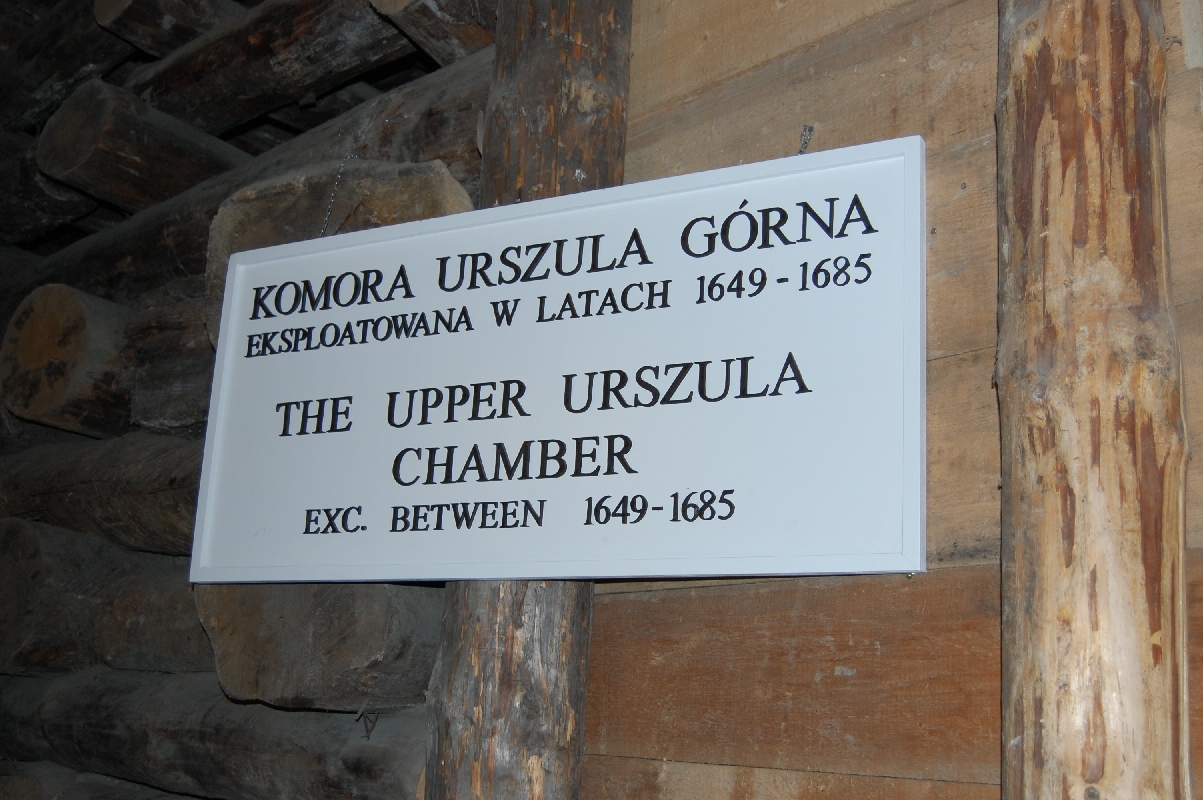 KOMORA URSZULA GÓRNA
EKSPLOATOWANA W LATACH 1649-1685
THE UPPER URSZULA
CHAMBER
EXC. BETWEEN 1649-1685